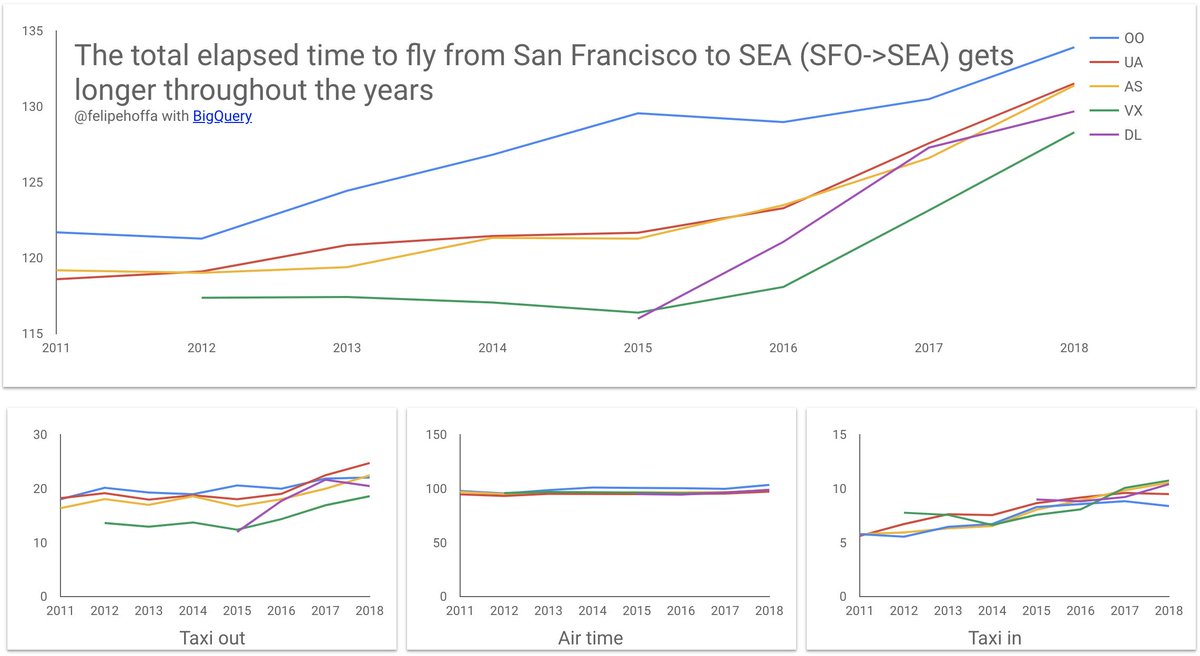 135
The total elapsed time to fly from San Francisco to SEA (SFO->SEA) gets
longer throughout the years
@felipehoffa with BigQuery
OO
UA
AS
VX
DL
130
125
120
115
2011 2012 2013 2014 2015 2016 2017 2018
30
20
10
0
2011 2012 2013 2014 2015 2016 2017 2018
Taxi out
150
100
50
0
2011 2012 2013 2014 2015 2016 2017 2018
Air time
15
10
5
0
2011 2012 2013 2014 2015 2016 2017 2018
Taxi in